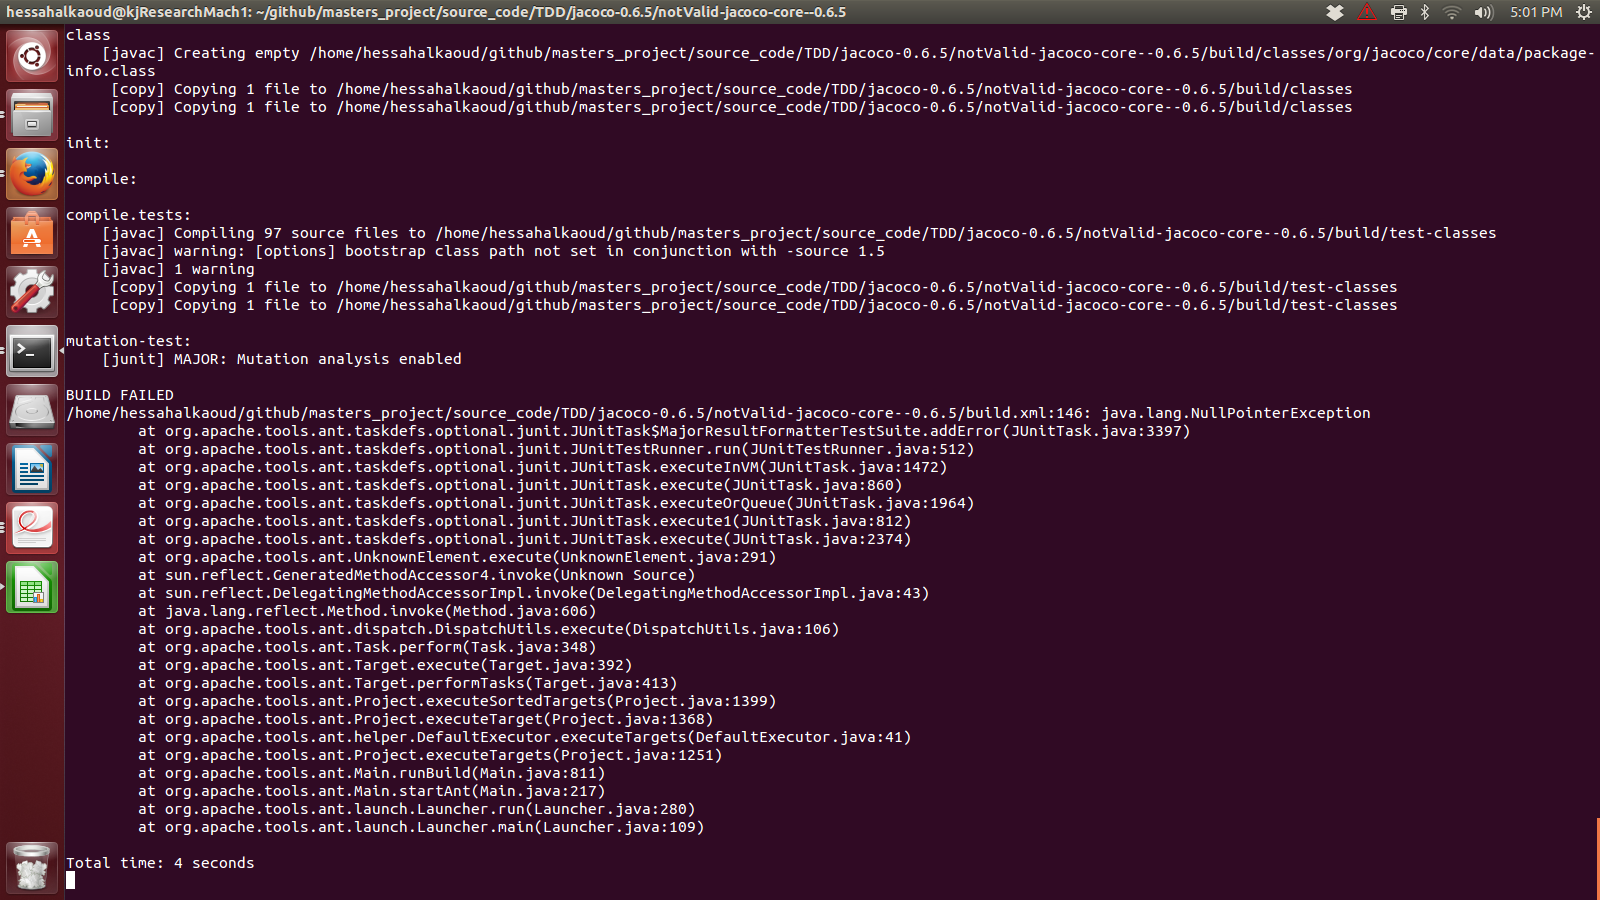 hessahalkaoud@kjResearchMach1: ~/github/masters_project/source_code/TDD/jacoco-0.6.5/notValid-jacoco-core--0.6.5
5:01 PM
class
[javac] Creating empty /home/hessahalkaoud/github/masters_project/source_code/TDD/jacoco-0.6.5/notValid-jacoco-core--0.6.5/build/classes/org/jacoco/core/data/package-
info.class
[copy] Copying 1 file to /home/hessahalkaoud/github/masters_project/source_code/TDD/jacoco-0.6.5/notValid-jacoco-core--0.6.5/build/classes
[copy] Copying 1 file to /home/hessahalkaoud/github/masters_project/source_code/TDD/jacoco-0.6.5/notValid-jacoco-core--0.6.5/build/classes
init:
compile:
compile.tests:
[javac] Compiling 97 source files to /home/hessahalkaoud/github/masters_project/source_code/TDD/jacoco-0.6.5/notValid-jacoco-core--0.6.5/build/test-classes
[javac] warning: [options] bootstrap class path not set in conjunction with -source 1.5
[javac] 1 warning
[copy] Copying 1 file to /home/hessahalkaoud/github/masters_project/source_code/TDD/jacoco-0.6.5/notValid-jacoco-core--0.6.5/build/test-classes
[copy] Copying 1 file to /home/hessahalkaoud/github/masters_project/source_code/TDD/jacoco-0.6.5/notValid-jacoco-core--0.6.5/build/test-classes
mutation-test:
[junit] MAJOR: Mutation analysis enabled
BUILD FAILED
/home/hessahalkaoud/github/masters_project/source_code/TDD/jacoco-0.6.5/notValid-jacoco-core--0.6.5/build.xml:146: java.lang.NullPointerException
at org.apache.tools.ant.taskdefs.optional.junit.JUnitTask$MajorResultFormatterTestSuite.addError(JUnitTask.java:3397)
at org.apache.tools.ant.taskdefs.optional.junit.JUnitTestRunner.run(JUnitTestRunner.java:512)
at org.apache.tools.ant.taskdefs.optional.junit.JUnitTask.executeInVM(JUnitTask.java:1472)
at org.apache.tools.ant.taskdefs.optional.junit.JUnitTask.execute(JUnitTask.java:860)
at org.apache.tools.ant.taskdefs.optional.junit.JUnitTask.executeOrQueue(JUnitTask.java:1964)
at org.apache.tools.ant.taskdefs.optional.junit.JUnitTask.execute1(JUnitTask.java:812)
at org.apache.tools.ant.taskdefs.optional.junit.JUnitTask.execute(JUnitTask.java:2374)
at org.apache.tools.ant.UnknownElement.execute(UnknownElement.java:291)
at sun.reflect.GeneratedMethodAccessor4.invoke(Unknown Source)
at sun.reflect.DelegatingMethodAccessorImpl.invoke(DelegatingMethodAccessorImpl.java:43)
at java.lang.reflect.Method.invoke(Method.java:606)
at org.apache.tools.ant.dispatch.DispatchUtils.execute(DispatchUtils.java:106)
at org.apache.tools.ant.Task.perform(Task.java:348)
at org.apache.tools.ant.Target.execute(Target.java:392)
at org.apache.tools.ant.Target.performTasks(Target.java:413)
at org.apache.tools.ant.Project.executeSortedTargets(Project.java:1399)
at org.apache.tools.ant.Project.executeTarget(Project.java:1368)
at org.apache.tools.ant.helper.DefaultExecutor.executeTargets(DefaultExecutor.java:41)
at org.apache.tools.ant.Project.executeTargets(Project.java:1251)
at org.apache.tools.ant.Main.runBuild(Main.java:811)
at org.apache.tools.ant.Main.startAnt(Main.java:217)
at org.apache.tools.ant.launch.Launcher.run(Launcher.java:280)
at org.apache.tools.ant.launch.Launcher.main(Launcher.java:109)
Total time: 4 seconds